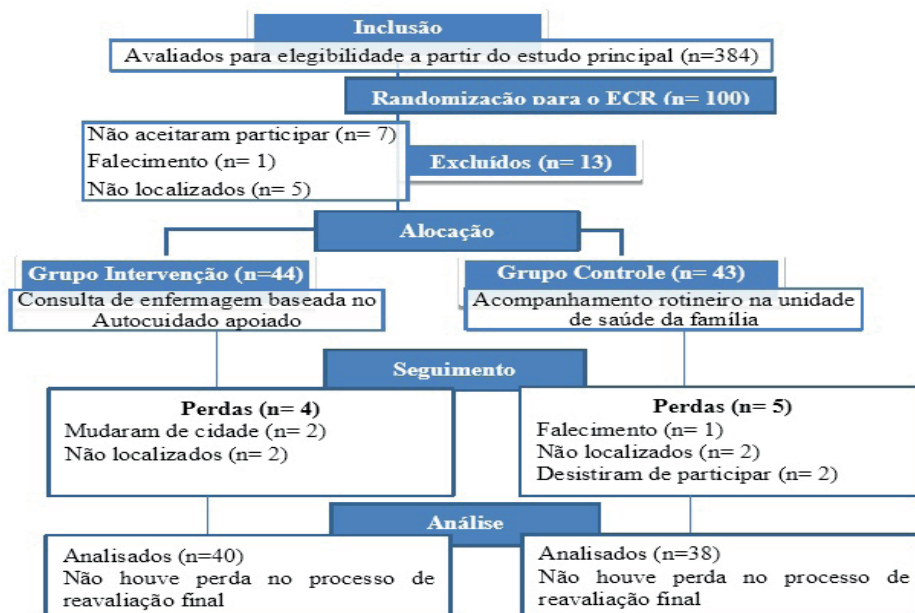 Inclusão
Avaliados para elegibilidade a partir do estudo principal (n=384)
Randomização para o ECR (n= 100)
Não aceitaram participar (n= 7)
Falecimento (n= 1)
Não localizados (n= 5)
Excluídos (n= 13)
Alocação
Grupo Intervenção (n=44)
Consulta de enfermagem baseada no
Autocuidado apoiado
Grupo Controle (n= 43)
Acompanhamento rotineiro na unidade
de saúde da família
Seguimento
Perdas (n= 4)
Mudaram de cidade (n= 2)
Não localizados (n= 2)
Perdas (n= 5)
Falecimento (n= 1)
Não localizados (n= 2)
Desistiram de participar (n= 2)
Análise
Analisados (n=40)
Não houve perda no processo de
reavaliação final
Analisados (n=38)
Não houve perda no processo de
reavaliação final